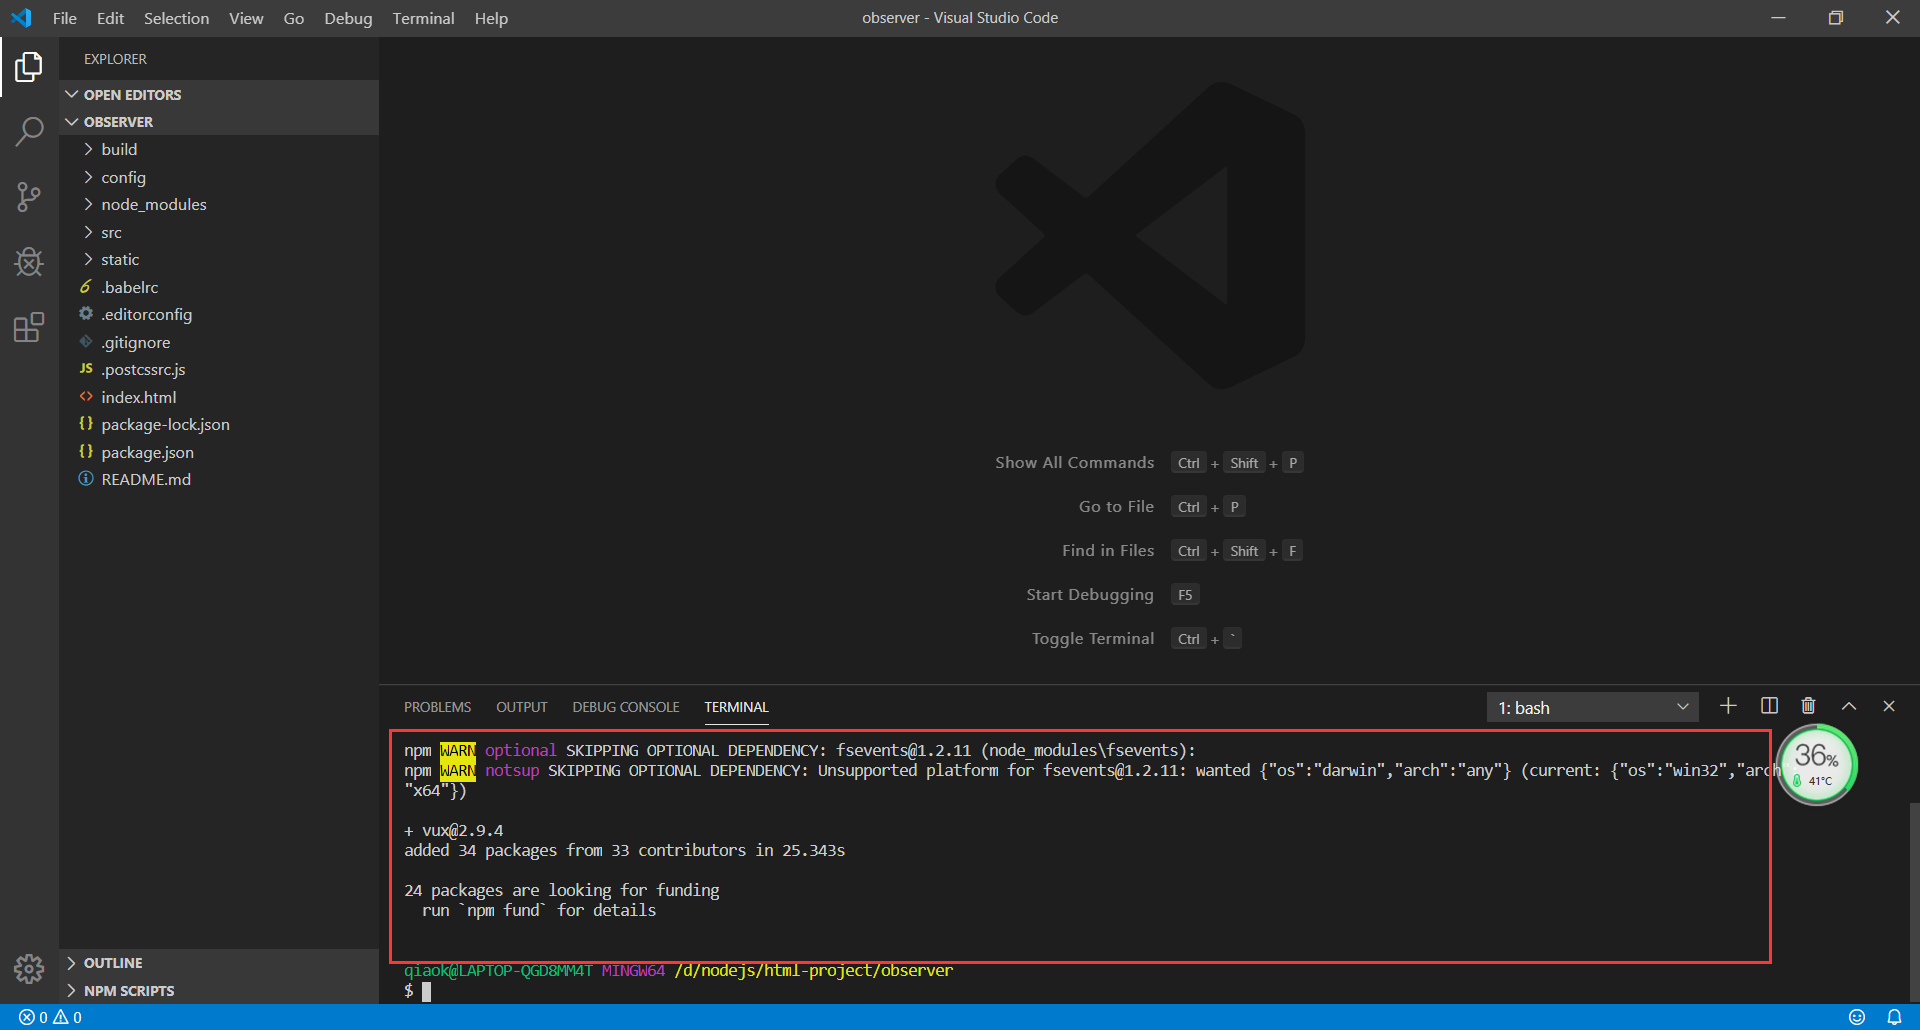 File Edit Selection View Go Debug Terminal Help
observer - Visual Studio Code
EXPLORER
OPEN EDITORS
OBSERVER
build
config
node_modules
src
static
.babelrc
.editorconfig
.gitignore
JS .postcssrc.js
<> index.html
{} package-lock.json
{} package.json
README.md
OUTLINE
NPM SCRIPTS
Show All Commands Ctrl + Shift + P
Go to File Ctrl + P
Find in Files Ctrl + Shift + F
Start Debugging F5
Toggle Terminal Ctrl + `
PROBLEMS OUTPUT DEBUG CONSOLE TERMINAL
1: bash
npm WARN optional SKIPPING OPTIONAL DEPENDENCY: fsevents@1.2.11 (node_modules\fsevents):
npm WARN notsup SKIPPING OPTIONAL DEPENDENCY: Unsupported platform for fsevents@1.2.11: wanted {"os":"darwin","arch":"any"} (current: {"os":"win32","arch"
"x64"})
+ vux@2.9.4
added 34 packages from 33 contributors in 25.343s
24 packages are looking for funding
run `npm fund` for details
qiaok@LAPTOP-QGD8MM4T MINGW64 /d/nodejs/html-project/observer
$
36%
41°C
0 0